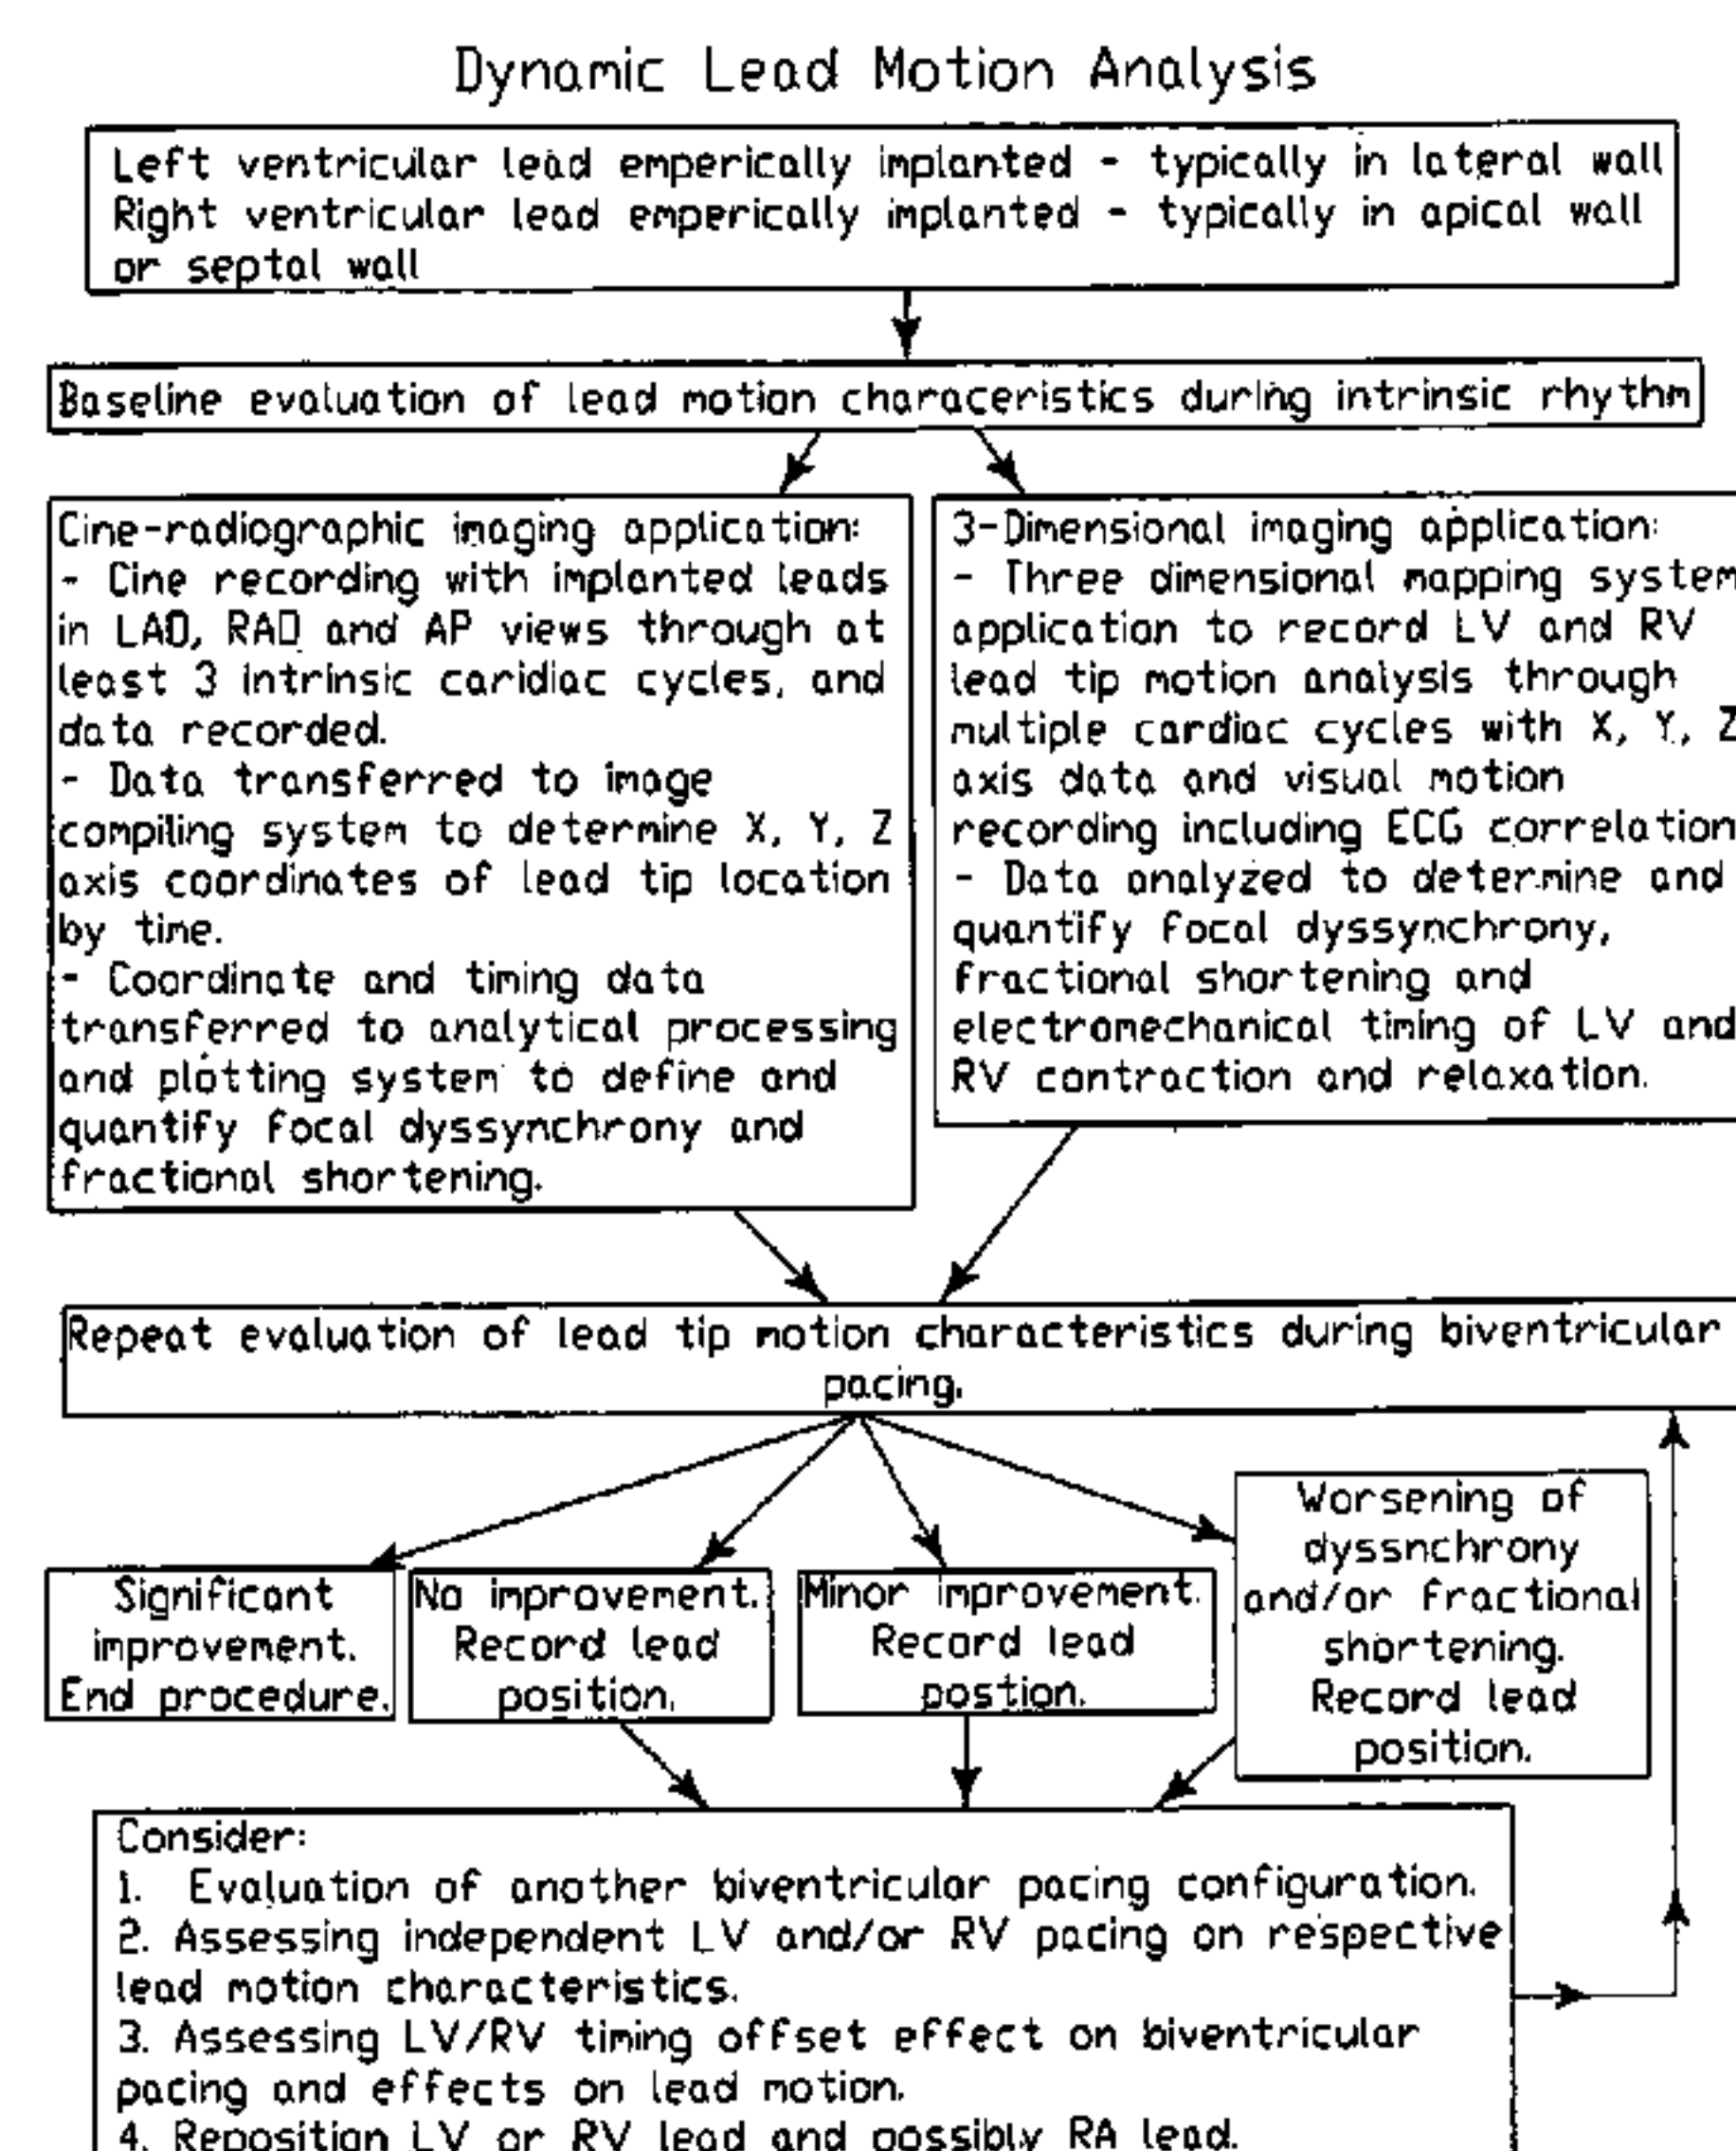 Dynamic Lead Motion Analysis
Left ventricular lead emperically implanted - typically in lateral wall
Right ventricular lead emperically implanted - typically in apical wall
or septal wall
Baseline evaluation of lead motion characeristics during intrinsic rhythm
Cine-radiographic imaging application:
- Cine recording with implanted leads
in LAO, RAO and AP views through at
least 3 intrinsic caridiac cycles, and
data recorded.
- Data transferred to image
compiling system to determine X, Y, Z
axis coordinates of lead tip location
by time.
- Coordinate and timing data
transferred to analytical processing
and plotting system to define and
quantify focal dyssynchrony and
fractional shortening.
3-Dimensional imaging application:
- Three dimensional mapping system
application to record LV and RV
lead tip motion analysis through
multiple cardiac cycles with X, Y, Z
axis data and visual motion
recording including ECG correlation
- Data analyzed to determine and
quantify focal dyssynchrony,
fractional shortening and
electromechanical timing of LV and
RV contraction and relaxation.
Repeat evaluation of lead tip motion characteristics during biventricular
pacing.
Significant
improvement.
End procedure.
No improvement.
Record lead
position.
Minor improvement.
Record lead
postion.
Worsening of
dyssnchrony
and/or fractional
shortening.
Record lead
position.
Consider:
1. Evaluation of another biventricular pacing configuration.
2. Assessing independent LV and/or RV pacing on respective
lead motion characteristics.
3. Assessing LV/RV timing offset effect on biventricular
pacing and effects on lead motion.
4. Reposition LV or RV lead and possibly RA lead.